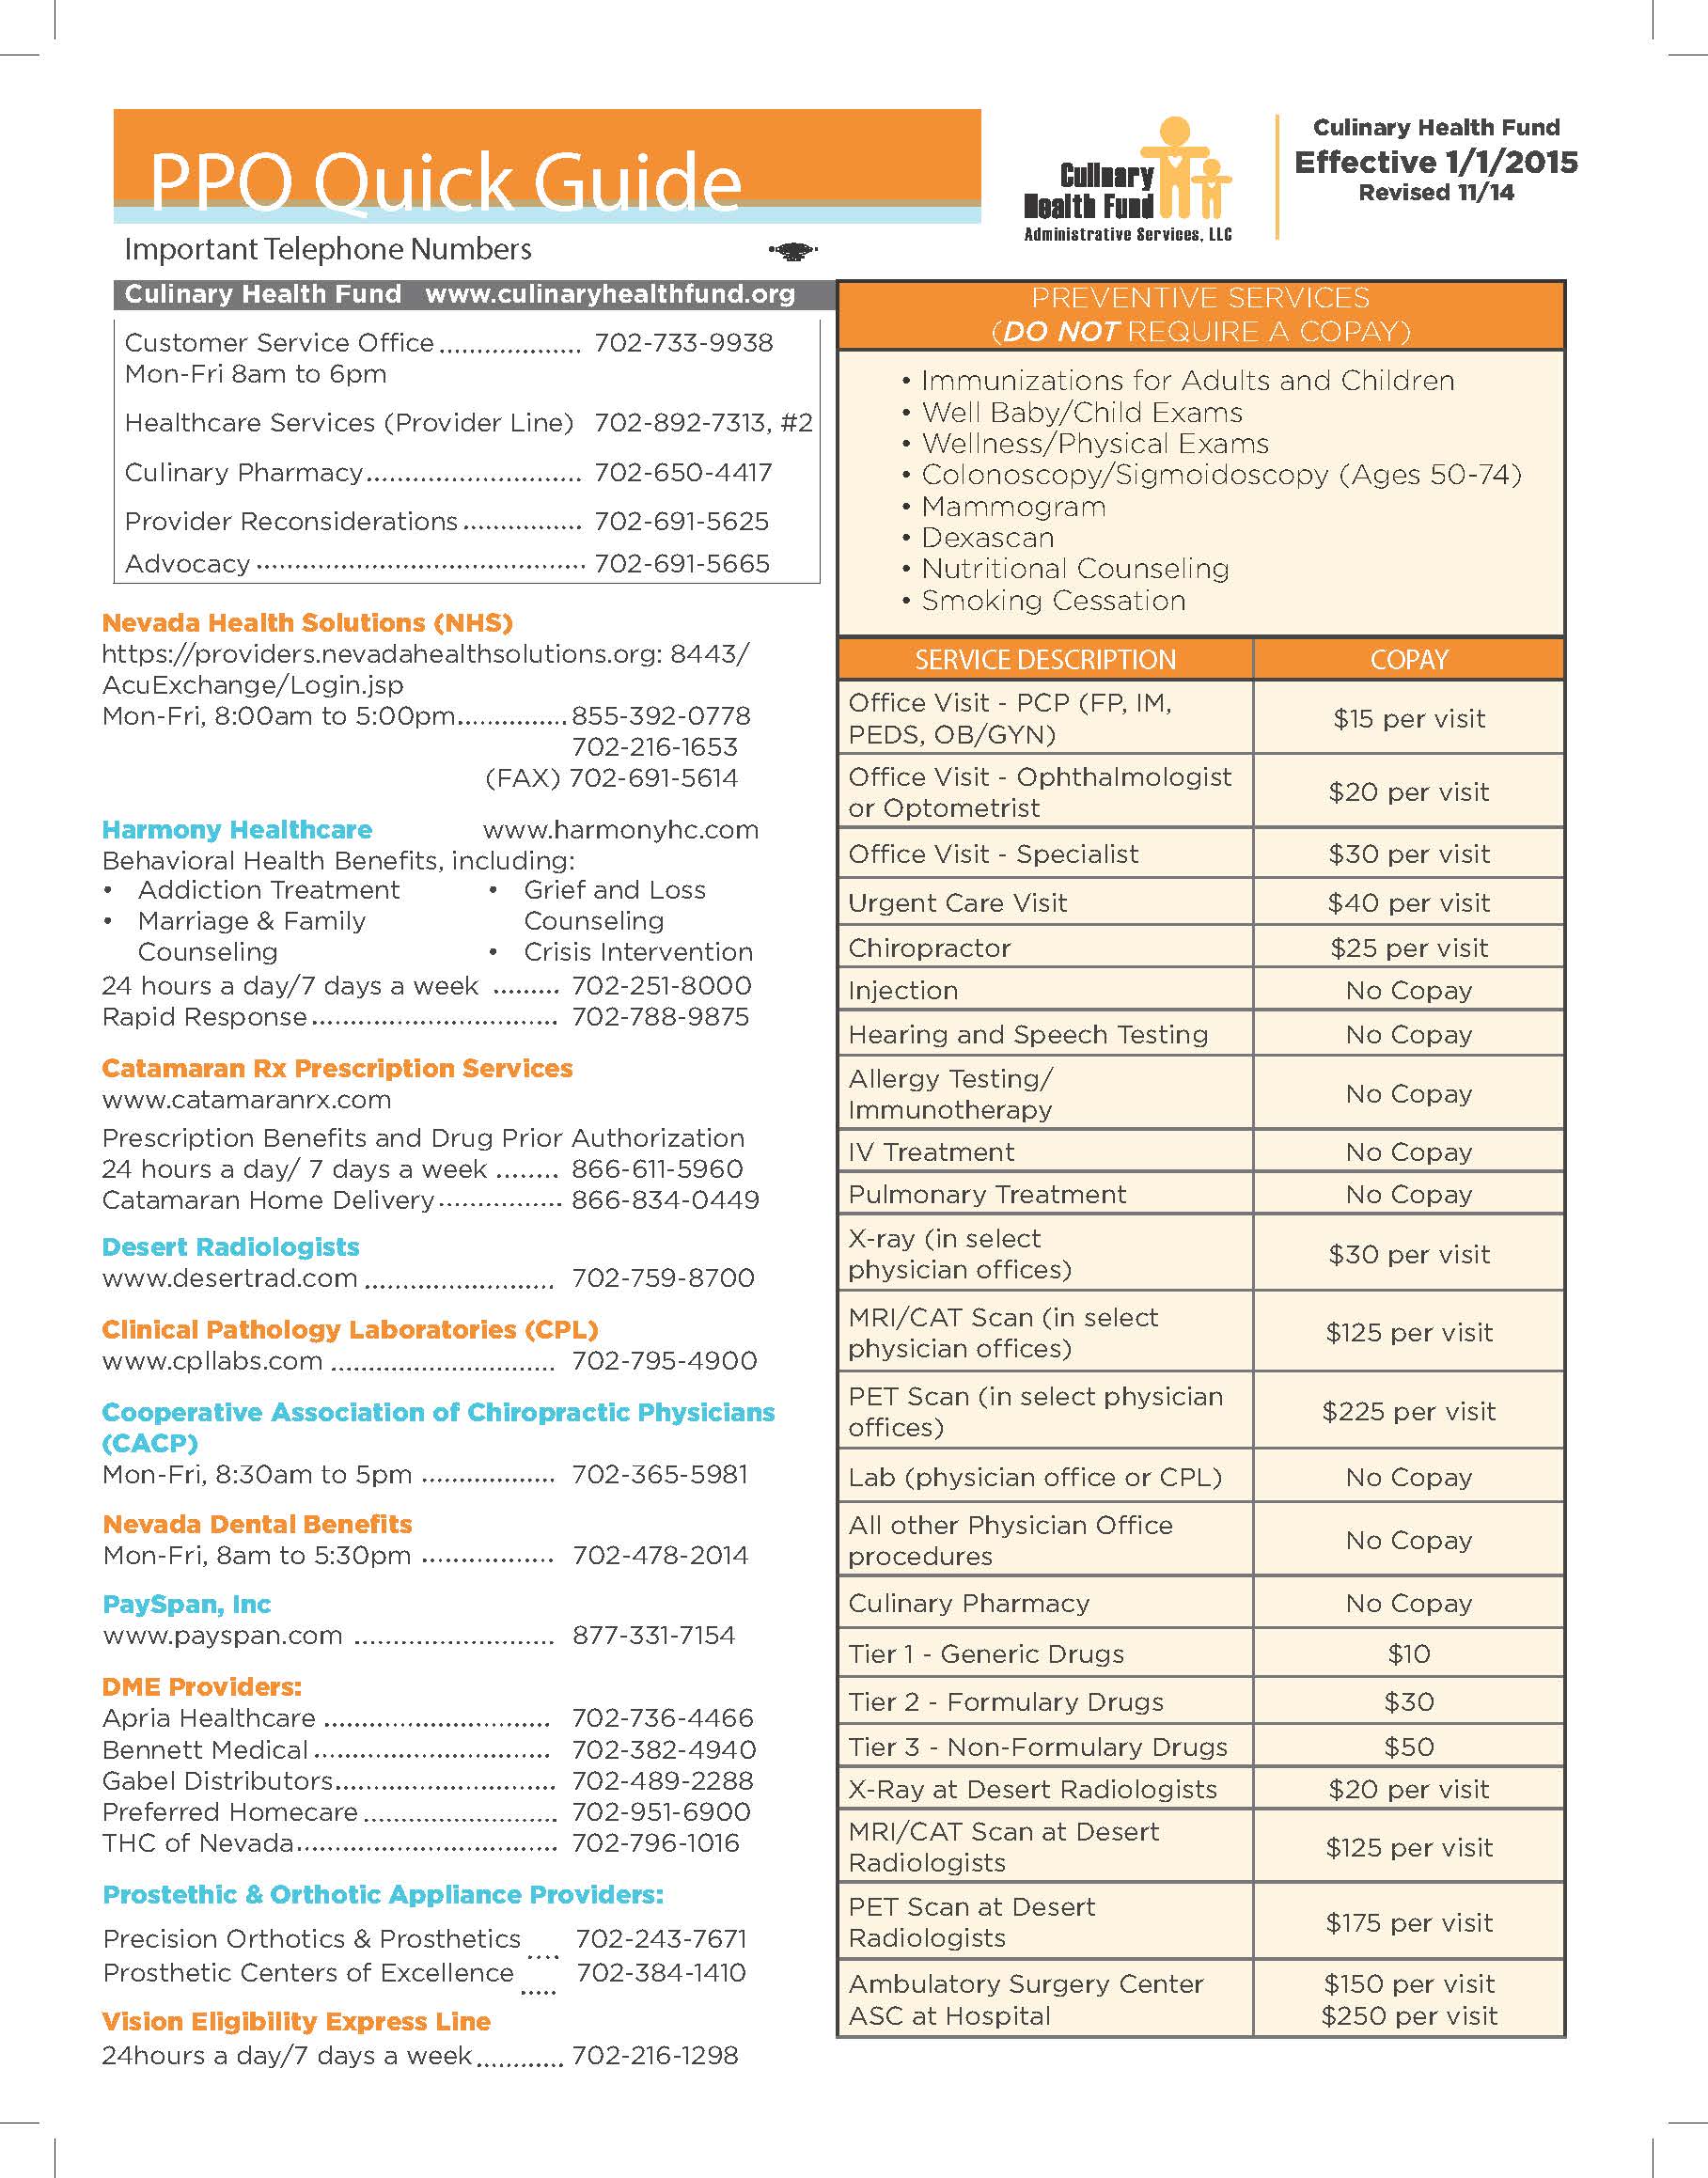 PPO Quick Guide
Culinary
Health Fund
Administrative Services, LLC
Culinary Health Fund
Effective 1/1/2015
Revised 11/14
Important Telephone Numbers
Culinary Health Fund www.culinaryhealthfund.org
Customer Service Office................... 702-733-9938
Mon-Fri 8am to 6pm
Healthcare Services (Provider Line) 702-892-7313, #2
Culinary Pharmacy............................ 702-650-4417
Provider Reconsiderations................ 702-691-5625
Advocacy........................................... 702-691-5665
Nevada Health Solutions (NHS)
https://providers.nevadahealthsolutions.org: 8443/
AcuExchange/Login.jsp
Mon-Fri, 8:00am to 5:00pm...............855-392-0778
702-216-1653
(FAX) 702-691-5614
Harmony Healthcare www.harmonyhc.com
Behavioral Health Benefits, including:
• Addiction Treatment
• Marriage & Family
Counseling
• Grief and Loss
Counseling
• Crisis Intervention
24 hours a day/7 days a week ......... 702-251-8000
Rapid Response................................ 702-788-9875
Catamaran Rx Prescription Services
www.catamaranrx.com
Prescription Benefits and Drug Prior Authorization
24 hours a day/ 7 days a week ........ 866-611-5960
Catamaran Home Delivery................ 866-834-0449
Desert Radiologists
www.desertrad.com ......................... 702-759-8700
Clinical Pathology Laboratories (CPL)
www.cpllabs.com ............................. 702-795-4900
Cooperative Association of Chiropractic Physicians
(CACP)
Mon-Fri, 8:30am to 5pm .................. 702-365-5981
Nevada Dental Benefits
Mon-Fri, 8am to 5:30pm ................. 702-478-2014
PaySpan, Inc
www.payspan.com .......................... 877-331-7154
DME Providers:
Apria Healthcare .............................. 702-736-4466
Bennett Medical............................... 702-382-4940
Gabel Distributors............................. 702-489-2288
Preferred Homecare......................... 702-951-6900
THC of Nevada.................................. 702-796-1016
Prostethic & Orthotic Appliance Providers:
Precision Orthotics & Prosthetics .... 702-243-7671
Prosthetic Centers of Excellence ..... 702-384-1410
Vision Eligibility Express Line
24hours a day/7 days a week............ 702-216-1298
PREVENTIVE SERVICES
(DO NOT REQUIRE A COPAY)
• Immunizations for Adults and Children
• Well Baby/Child Exams
• Wellness/Physical Exams
• Colonoscopy/Sigmoidoscopy (Ages 50-74)
• Mammogram
• Dexascan
• Nutritional Counseling
• Smoking Cessation
SERVICE DESCRIPTION COPAY
Office Visit - PCP (FP, IM,
PEDS, OB/GYN)
$15 per visit
Office Visit - Ophthalmologist
or Optometrist
$20 per visit
Office Visit - Specialist $30 per visit
Urgent Care Visit $40 per visit
Chiropractor $25 per visit
Injection No Copay
Hearing and Speech Testing No Copay
Allergy Testing/
Immunotherapy
No Copay
IV Treatment No Copay
Pulmonary Treatment No Copay
X-ray (in select
physician offices)
$30 per visit
MRI/CAT Scan (in select
physician offices)
$125 per visit
PET Scan (in select physician
offices)
$225 per visit
Lab (physician office or CPL) No Copay
All other Physician Office
procedures
No Copay
Culinary Pharmacy No Copay
Tier 1 - Generic Drugs $10
Tier 2 - Formulary Drugs $30
Tier 3 - Non-Formulary Drugs $50
X-Ray at Desert Radiologists $20 per visit
MRI/CAT Scan at Desert
Radiologists
$125 per visit
PET Scan at Desert
Radiologists
$175 per visit
Ambulatory Surgery Center $150 per visit
ASC at Hospital $250 per visit